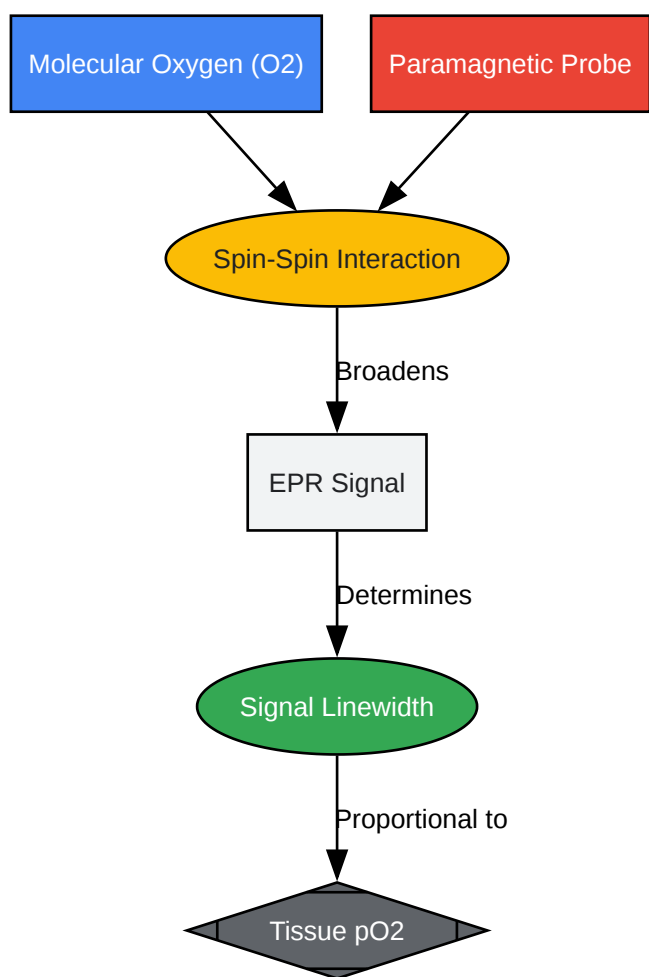 Molecular Oxygen (O2)
Paramagnetic Probe
Spin-Spin Interaction
Broadens
EPR Signal
Determines
Signal Linewidth
Proportional to
Tissue pO2